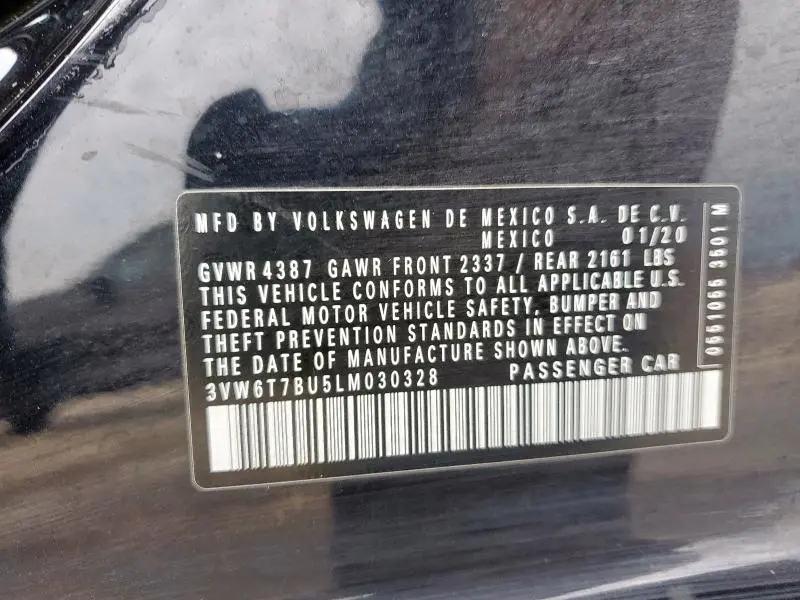 MFD BY VOLKSWAGEN DE MEXICO S.A. DE C.V.
MEXICO 01/20
GVWR 4387 GAWR FRONT 2337 / REAR 2161 LBS
THIS VEHICLE CONFORMS TO ALL APPLICABLE U.S.
FEDERAL MOTOR VEHICLE SAFETY, BUMPER AND
THEFT PREVENTION STANDARDS IN EFFECT ON
THE DATE OF MANUFACTURE SHOWN ABOVE.
3VW6T7BU5LM030328 PASSENGER CAR
0551065 3501 M